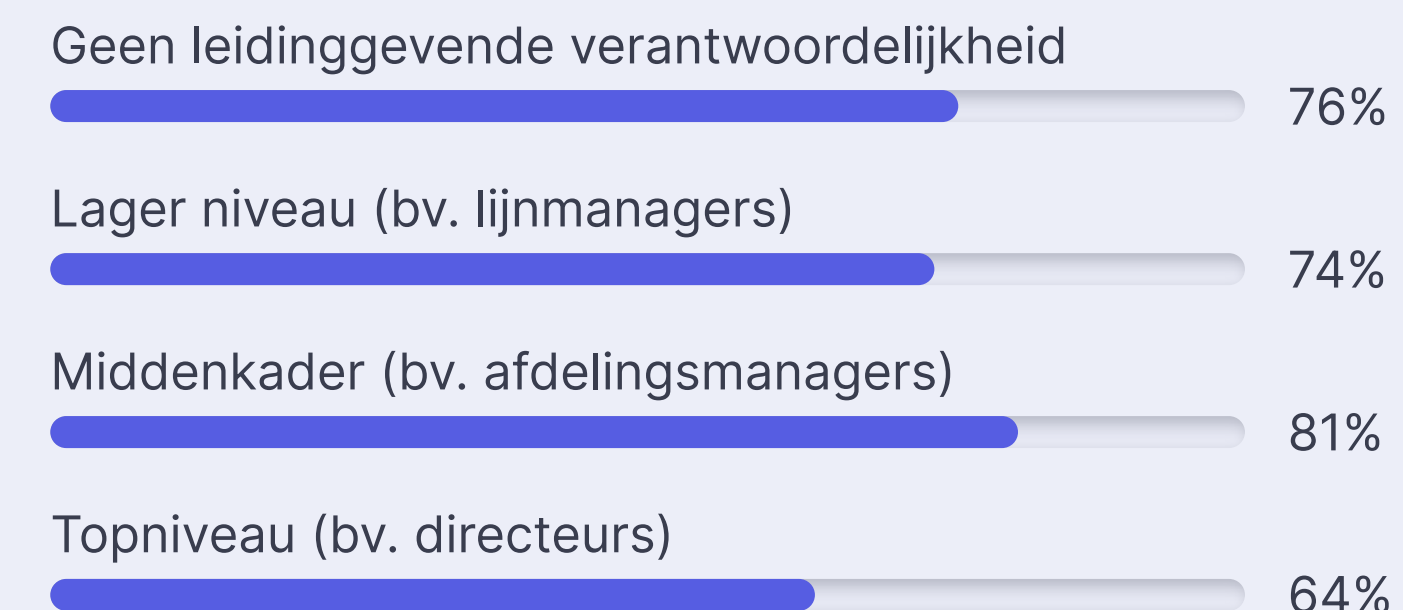 Geen leidinggevende verantwoordelijkheid
76%
Lager niveau (bv. lijnmanagers)
74%
Middenkader (bv. afdelingsmanagers)
81%
Topniveau (bv. directeurs)
64%